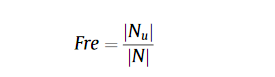 Fre = |N_u| / |N|